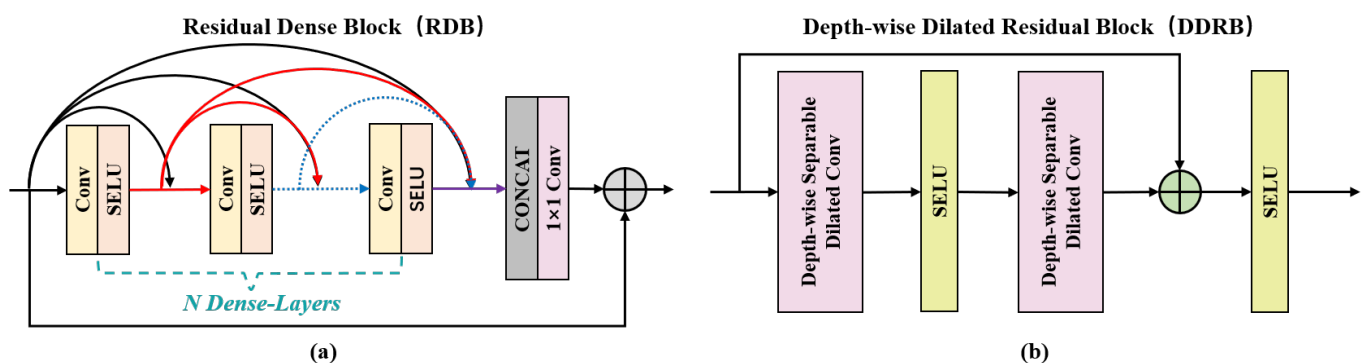 Residual Dense Block（RDB）
Conv
SELU
Conv
SELU
Conv
SELU
CONCAT
1×1 Conv
N Dense-Layers
(a)
Depth-wise Dilated Residual Block（DDRB）
Depth-wise Separable
Dilated Conv
SELU
Depth-wise Separable
Dilated Conv
SELU
(b)